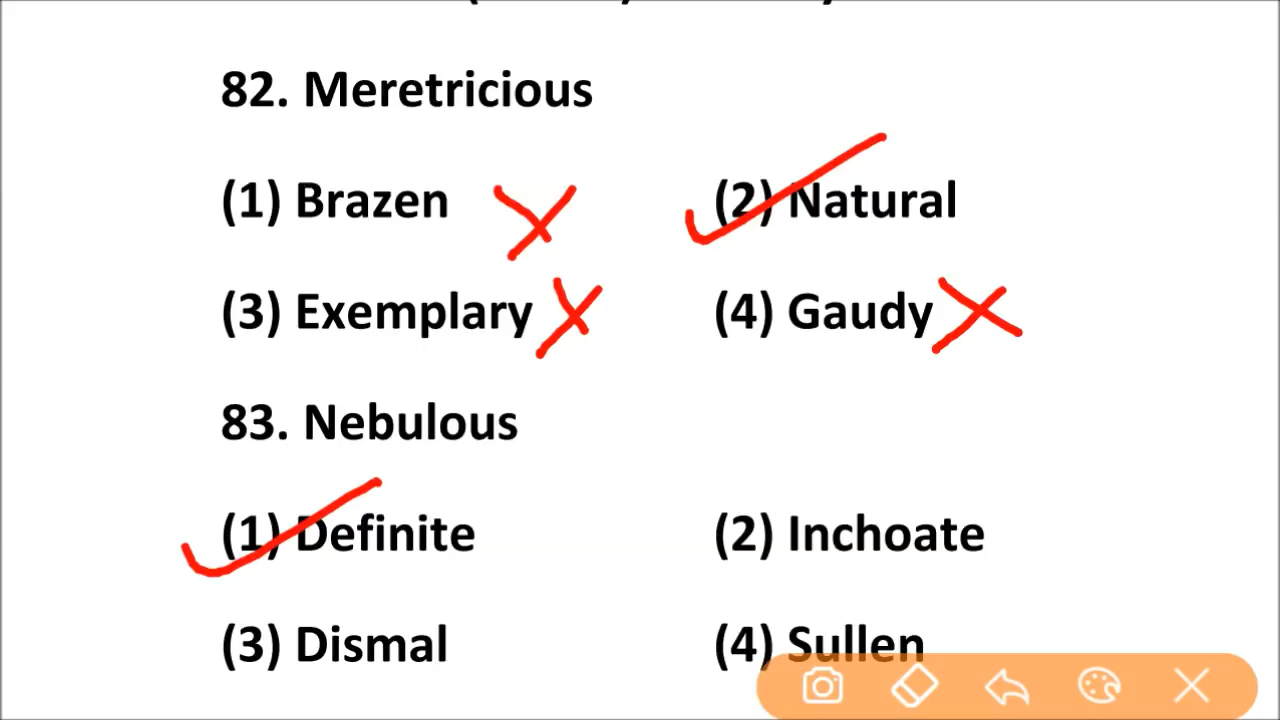 82. Meretricious
(1) Brazen (2) Natural
(3) Exemplary (4) Gaudy
83. Nebulous
(1) Definite (2) Inchoate
(3) Dismal (4) Sullen